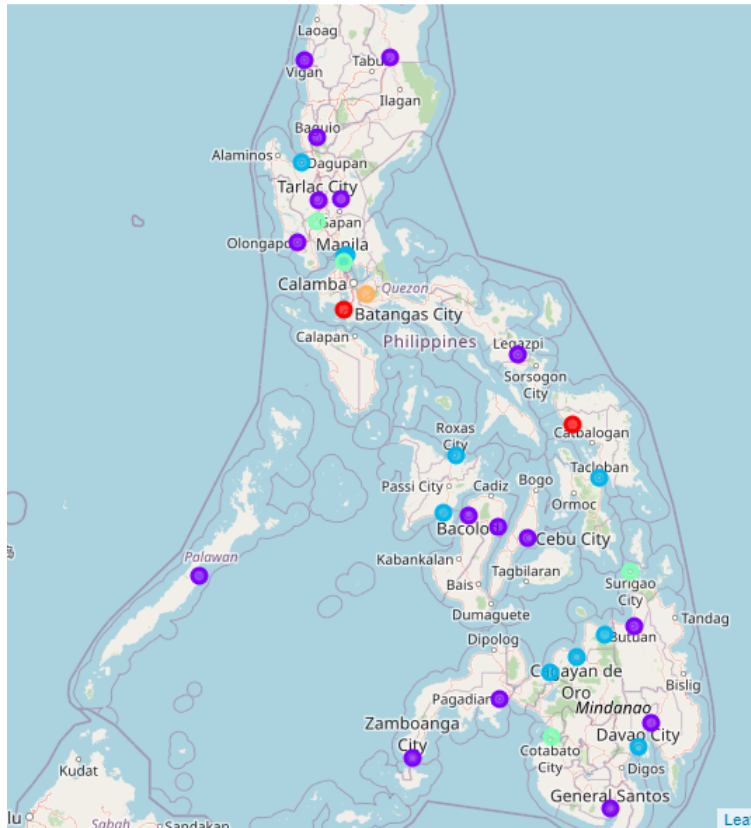 Laoag
Vigan
Tabu
Ilagan
Baguio
Alaminos
Dagupan
Tarlac City
Gapan
Olongapo
Manila
Calamba
Quezon
Batangas City
Calapan
Philippines
Legazpi
Sorsogon
City
Catbalogan
Roxas
City
Tacloban
Passi City
Cadiz
Bogo
Ormoc
Bacolod
Cebu City
Kabankalan
Palawan
Bais
Tagbilaran
Surigao
City
Dumaguete
Tandag
Butuan
Dipolog
Cagayan de
Oro
Bislig
Pagadian
Mindanao
Zamboanga
City
Davao City
Cotabato
City
Digos
Kudat
General Santos
lu
Sabah
Sandakan
Lea